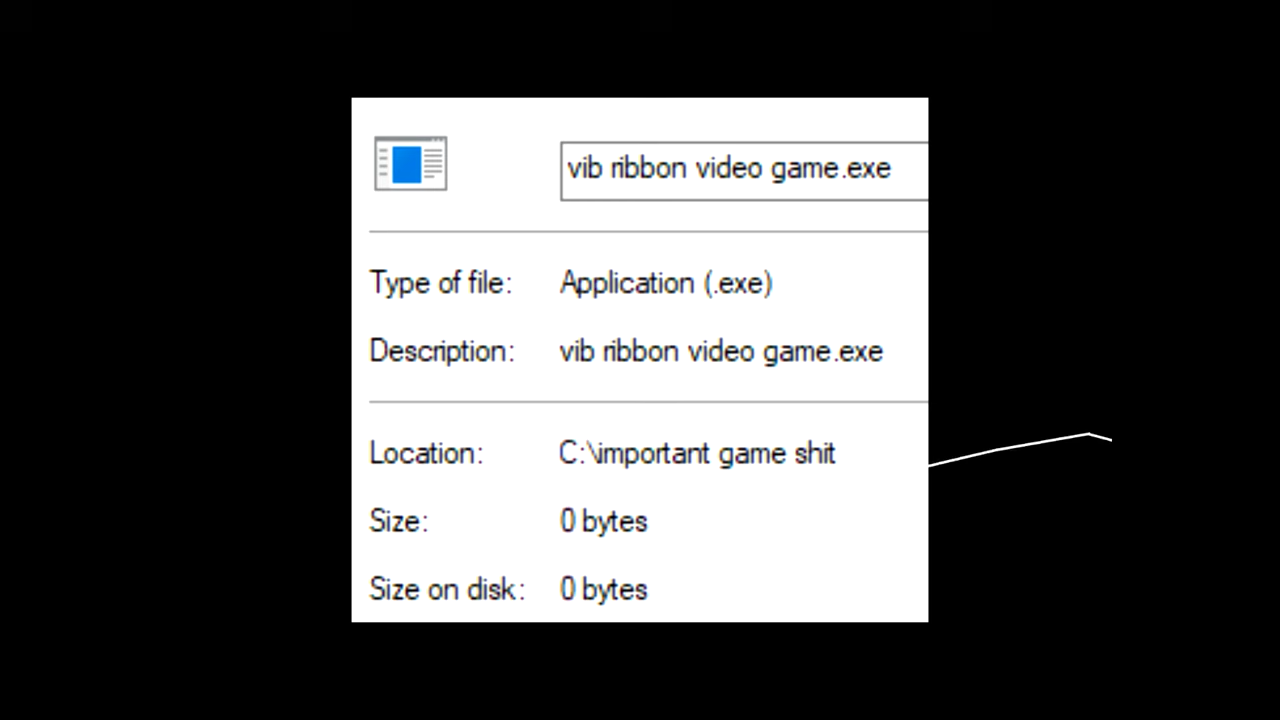 vib ribbon video game.exe
Type of file: Application (.exe)
Description: vib ribbon video game.exe
Location: C:\important game shit
Size: 0 bytes
Size on disk: 0 bytes